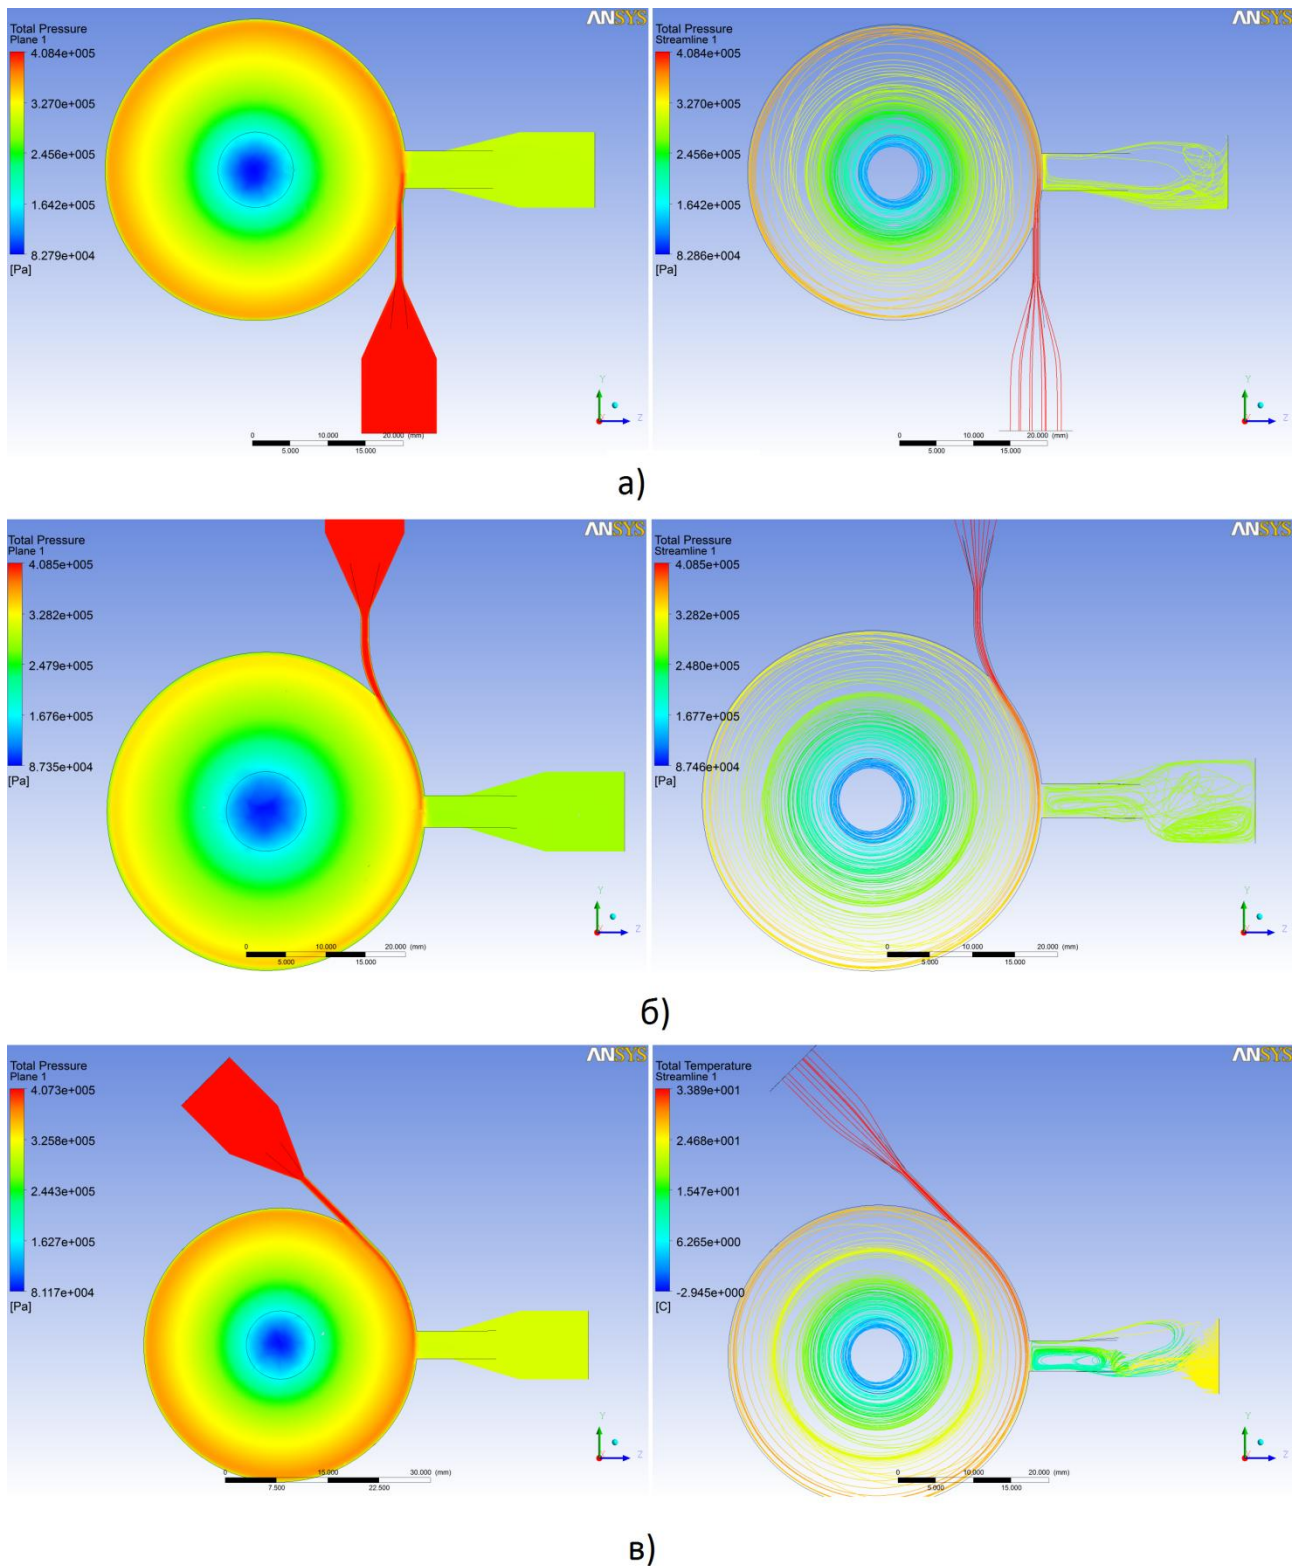 ANSYS
Total Pressure
Plane 1
4.084e+005
3.270e+005
2.456e+005
1.642e+005
8.279e+004
[Pa]
Y
Z
0 10.000 20.000 (mm)
5.000 15.000
ANSYS
Total Pressure
Streamline 1
4.084e+005
3.270e+005
2.456e+005
1.642e+005
8.286e+004
[Pa]
Y
Z
0 10.000 20.000 (mm)
5.000 15.000
а)
ANSYS
Total Pressure
Plane 1
4.085e+005
3.282e+005
2.479e+005
1.676e+005
8.735e+004
[Pa]
Y
Z
0 10.000 20.000 (mm)
5.000 15.000
ANSYS
Total Pressure
Streamline 1
4.085e+005
3.282e+005
2.480e+005
1.677e+005
8.746e+004
[Pa]
Y
Z
0 10.000 20.000 (mm)
5.000 15.000
б)
ANSYS
Total Pressure
Plane 1
4.073e+005
3.258e+005
2.443e+005
1.627e+005
8.117e+004
[Pa]
Y
Z
0 15.000 30.000 (mm)
7.500 22.500
ANSYS
Total Temperature
Streamline 1
3.389e+001
2.468e+001
1.547e+001
6.265e+000
-2.945e+000
[C]
Y
Z
0 10.000 20.000 (mm)
5.000 15.000
в)